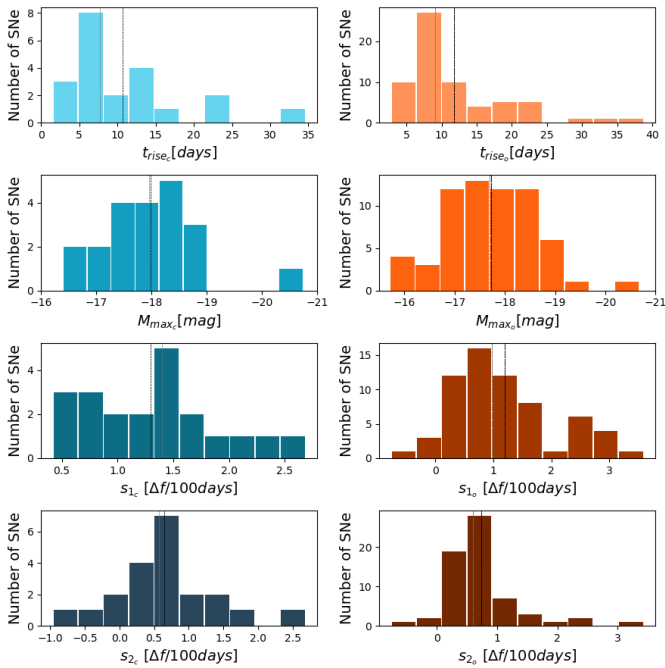 Number of SNe
8
6
4
2
0
0 5 10 15 20 25 30 35
t_rise_c [days]
Number of SNe
20
10
0
5 10 15 20 25 30 35 40
t_rise_o [days]
Number of SNe
4
2
0
−16 −17 −18 −19 −20 −21
M_max_c [mag]
Number of SNe
10
5
0
−16 −17 −18 −19 −20 −21
M_max_o [mag]
Number of SNe
4
2
0
0.5 1.0 1.5 2.0 2.5
s_1_c [Δf/100days]
Number of SNe
15
10
5
0
0 1 2 3
s_1_o [Δf/100days]
Number of SNe
6
4
2
0
−1.0 −0.5 0.0 0.5 1.0 1.5 2.0 2.5
s_2_c [Δf/100days]
Number of SNe
20
10
0
0 1 2 3
s_2_o [Δf/100days]